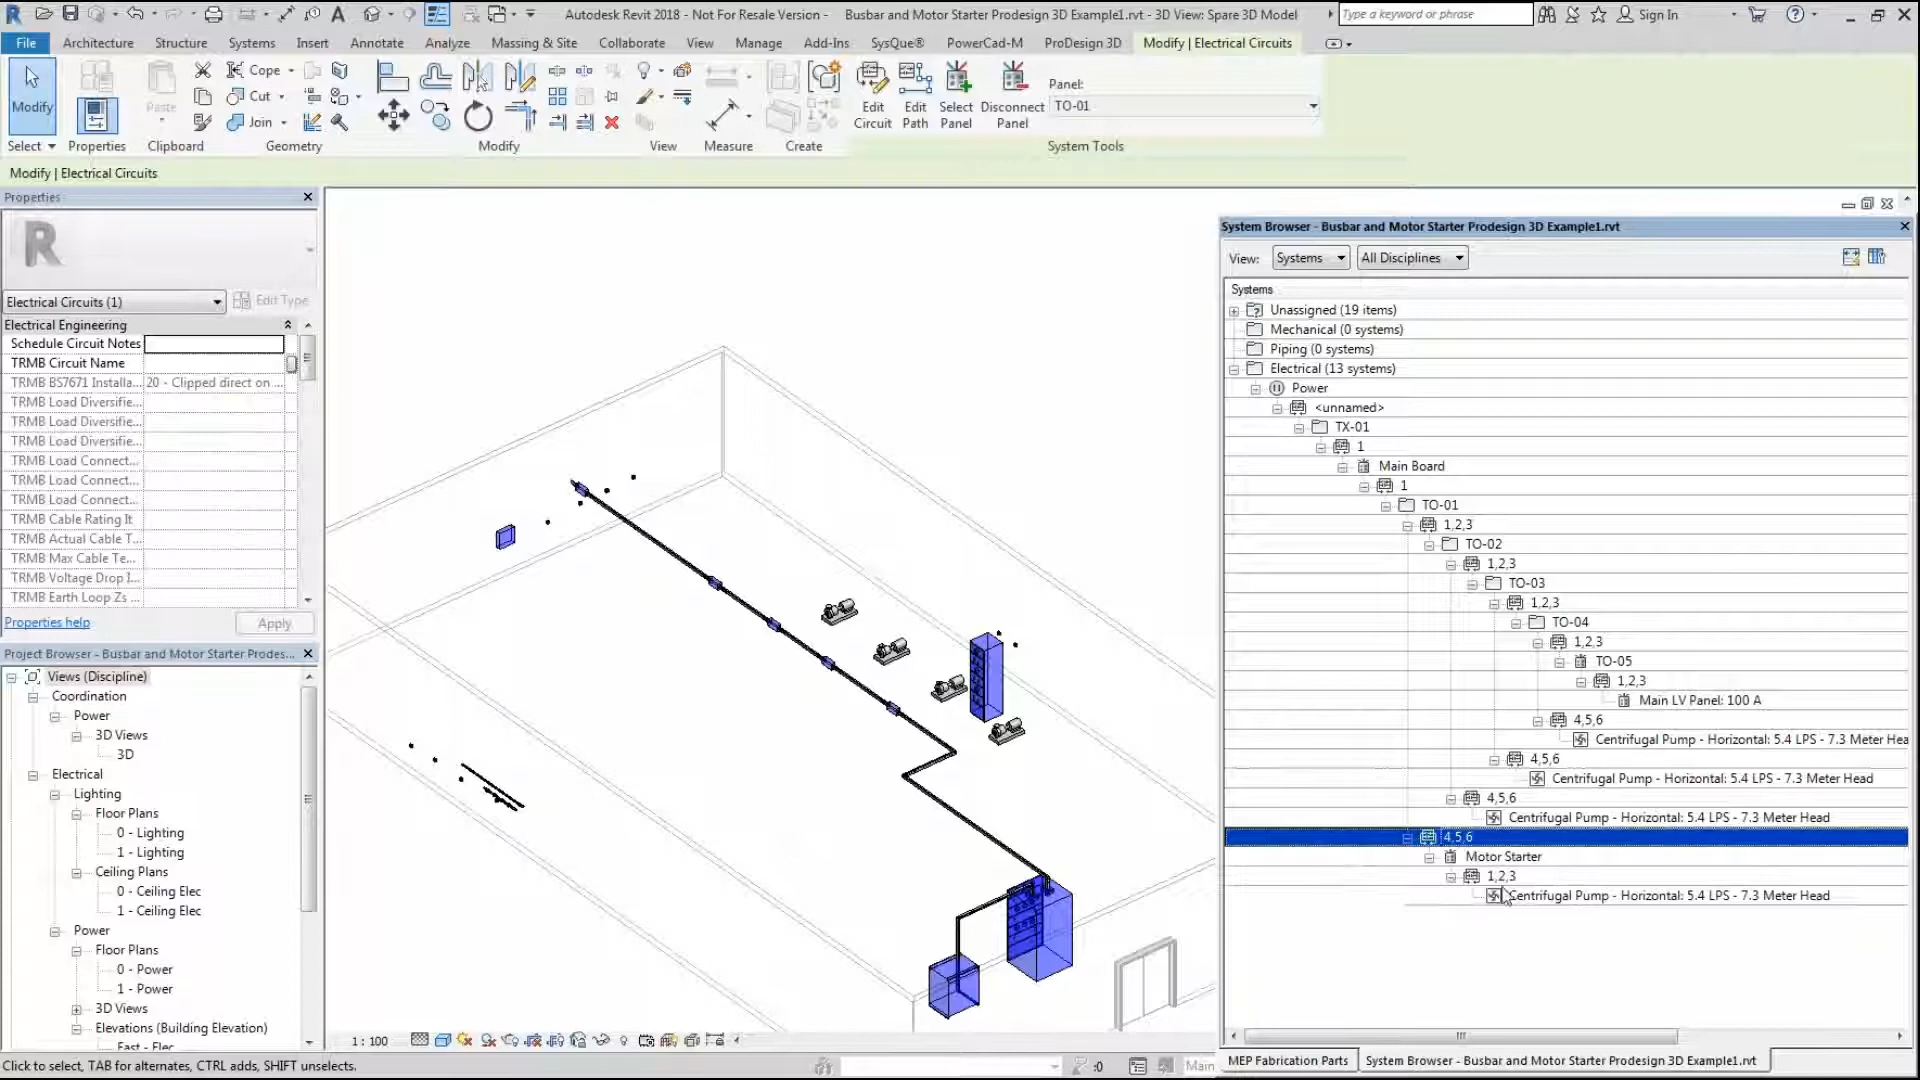 Autodesk Revit 2018 - Not For Resale Version - Busbar and Motor Starter Prodesign 3D Example1.rvt - 3D View: Spare 3D Model
Type a keyword or phrase
Sign In
File Architecture Structure Systems Insert Annotate Analyze Massing & Site Collaborate View Manage Add-Ins SysQue® PowerCad-M ProDesign 3D Modify | Electrical Circuits
Modify
Paste
Cope
Cut
Join
Edit Circuit
Edit Path
Select Panel
Disconnect Panel
Panel:
TO-01
Select Properties Clipboard Geometry Modify View Measure Create System Tools
Modify | Electrical Circuits
Properties
Electrical Circuits (1)
Edit Type
Electrical Engineering
Schedule Circuit Notes
TRMB Circuit Name
TRMB BS7671 Installa... 20 - Clipped direct on ...
TRMB Load Diversifie...
TRMB Load Diversifie...
TRMB Load Diversifie...
TRMB Load Connect...
TRMB Load Connect...
TRMB Load Connect...
TRMB Cable Rating It
TRMB Actual Cable T...
TRMB Max Cable Te...
TRMB Voltage Drop I...
TRMB Earth Loop Zs ...
Properties help
Apply
Project Browser - Busbar and Motor Starter Prodes...
Views (Discipline)
Coordination
Power
3D Views
3D
Electrical
Lighting
Floor Plans
0 - Lighting
1 - Lighting
Ceiling Plans
0 - Ceiling Elec
1 - Ceiling Elec
Power
Floor Plans
0 - Power
1 - Power
3D Views
Elevations (Building Elevation)
East - Elec
1 : 100
System Browser - Busbar and Motor Starter Prodesign 3D Example1.rvt
View: Systems All Disciplines
Systems
Unassigned (19 items)
Mechanical (0 systems)
Piping (0 systems)
Electrical (13 systems)
Power
<unnamed>
TX-01
1
Main Board
1
TO-01
1,2,3
TO-02
1,2,3
TO-03
1,2,3
TO-04
1,2,3
TO-05
1,2,3
Main LV Panel: 100 A
4,5,6
Centrifugal Pump - Horizontal: 5.4 LPS - 7.3 Meter Hea
4,5,6
Centrifugal Pump - Horizontal: 5.4 LPS - 7.3 Meter Head
4,5,6
Centrifugal Pump - Horizontal: 5.4 LPS - 7.3 Meter Head
4,5,6
Motor Starter
1,2,3
Centrifugal Pump - Horizontal: 5.4 LPS - 7.3 Meter Head
MEP Fabrication Parts
System Browser - Busbar and Motor Starter Prodesign 3D Example1.rvt
Click to select, TAB for alternates, CTRL adds, SHIFT unselects.
:0
Main